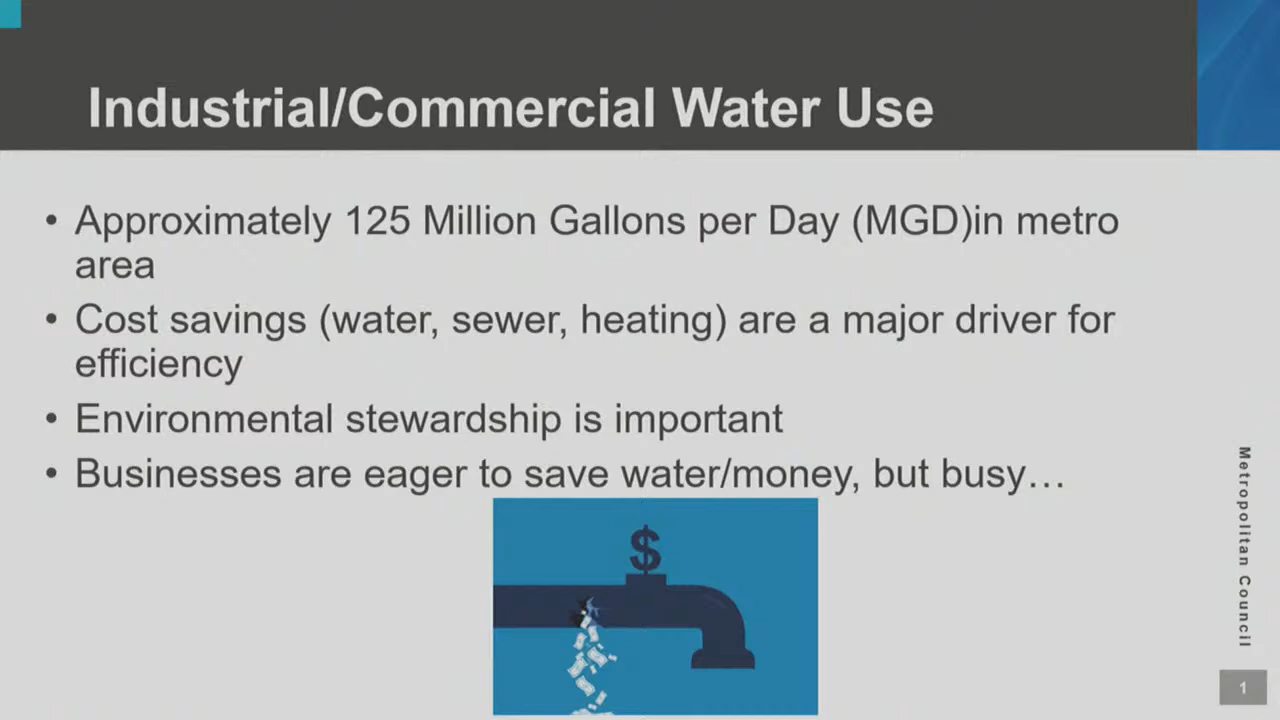 Industrial/Commercial Water Use
• Approximately 125 Million Gallons per Day (MGD)in metro
area
• Cost savings (water, sewer, heating) are a major driver for
efficiency
• Environmental stewardship is important
• Businesses are eager to save water/money, but busy…
$
Metropolitan Council
1